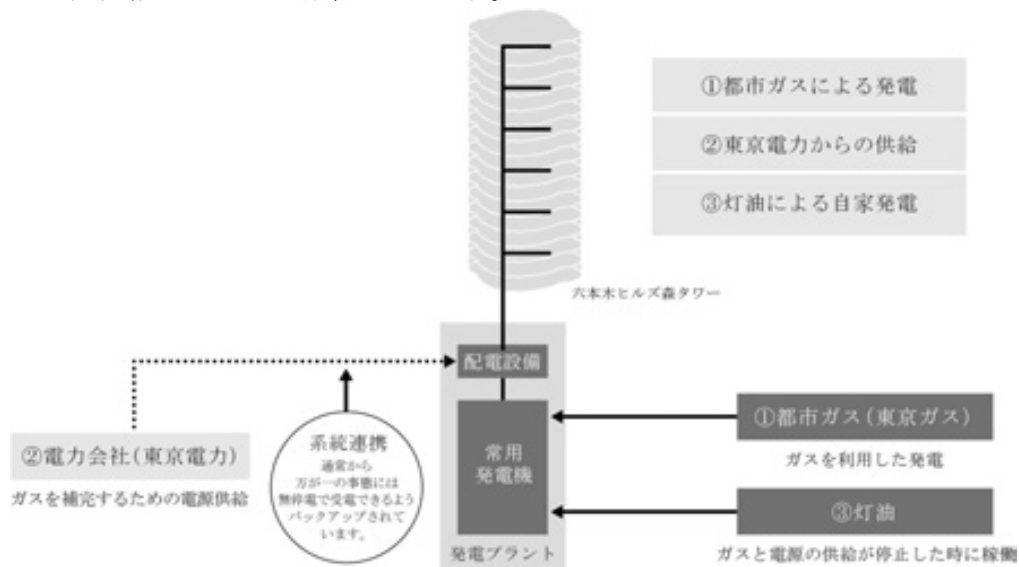 ①都市ガスによる発電
②東京電力からの供給
③灯油による自家発電
六本木ヒルズ森タワー
配電設備
①都市ガス(東京ガス)
ガスを利用した発電
常用
発電機
系統連携
通常から
万が一の事態には
無停電で受電できるよう
バックアップされて
います。
②電力会社(東京電力)
ガスを補完するための電源供給
③灯油
ガスと電源の供給が停止した時に稼働
発電プラント